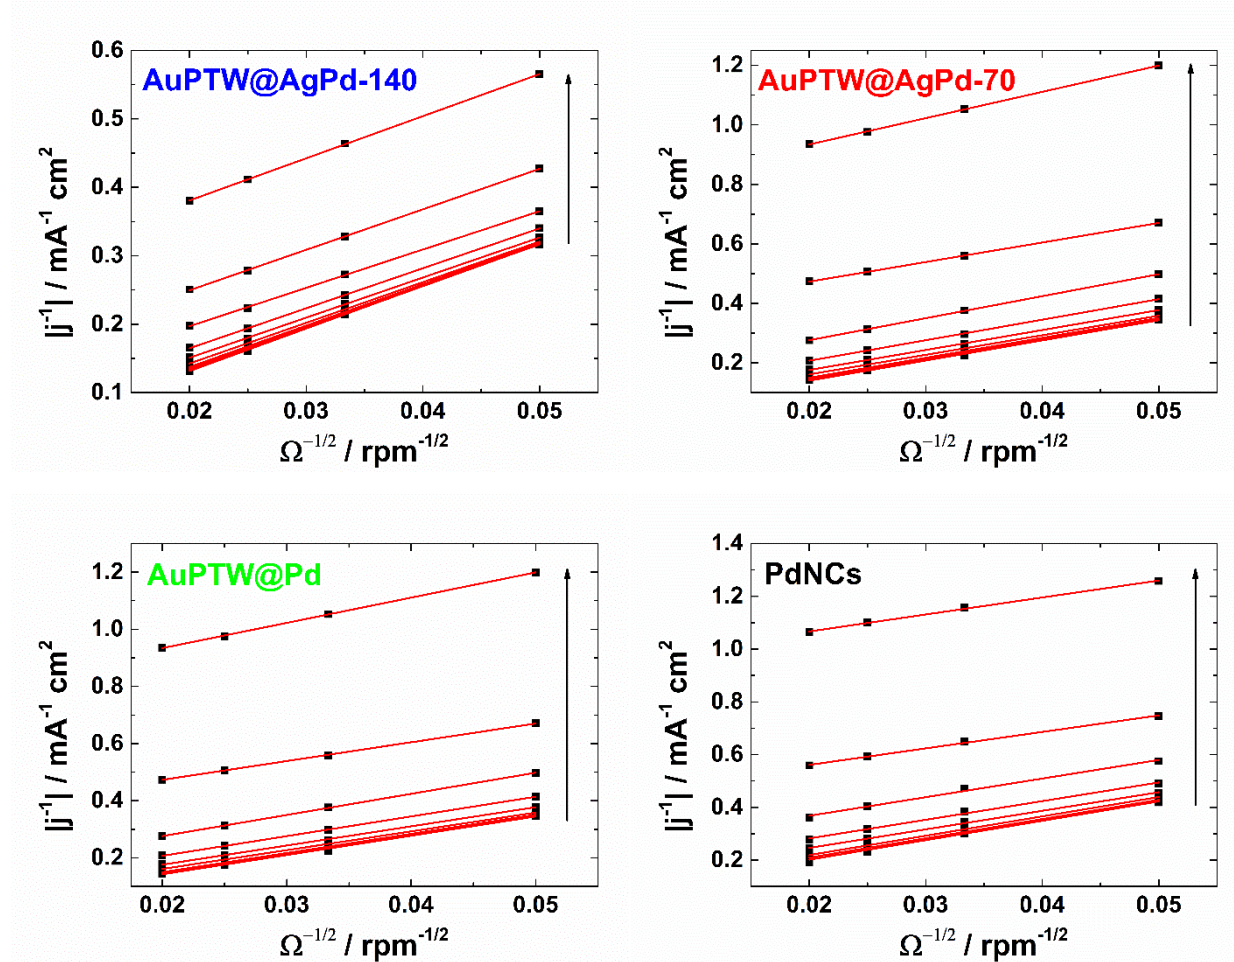 AuPTW@AgPd-140
0.6
0.5
0.4
0.3
0.2
0.1
|j⁻¹| / mA⁻¹ cm²
0.02 0.03 0.04 0.05
Ω⁻¹/² / rpm⁻¹/²
AuPTW@AgPd-70
1.2
1.0
0.8
0.6
0.4
0.2
|j⁻¹| / mA⁻¹ cm²
0.02 0.03 0.04 0.05
Ω⁻¹/² / rpm⁻¹/²
AuPTW@Pd
1.2
1.0
0.8
0.6
0.4
0.2
|j⁻¹| / mA⁻¹ cm²
0.02 0.03 0.04 0.05
Ω⁻¹/² / rpm⁻¹/²
PdNCs
1.4
1.2
1.0
0.8
0.6
0.4
0.2
|j⁻¹| / mA⁻¹ cm²
0.02 0.03 0.04 0.05
Ω⁻¹/² / rpm⁻¹/²